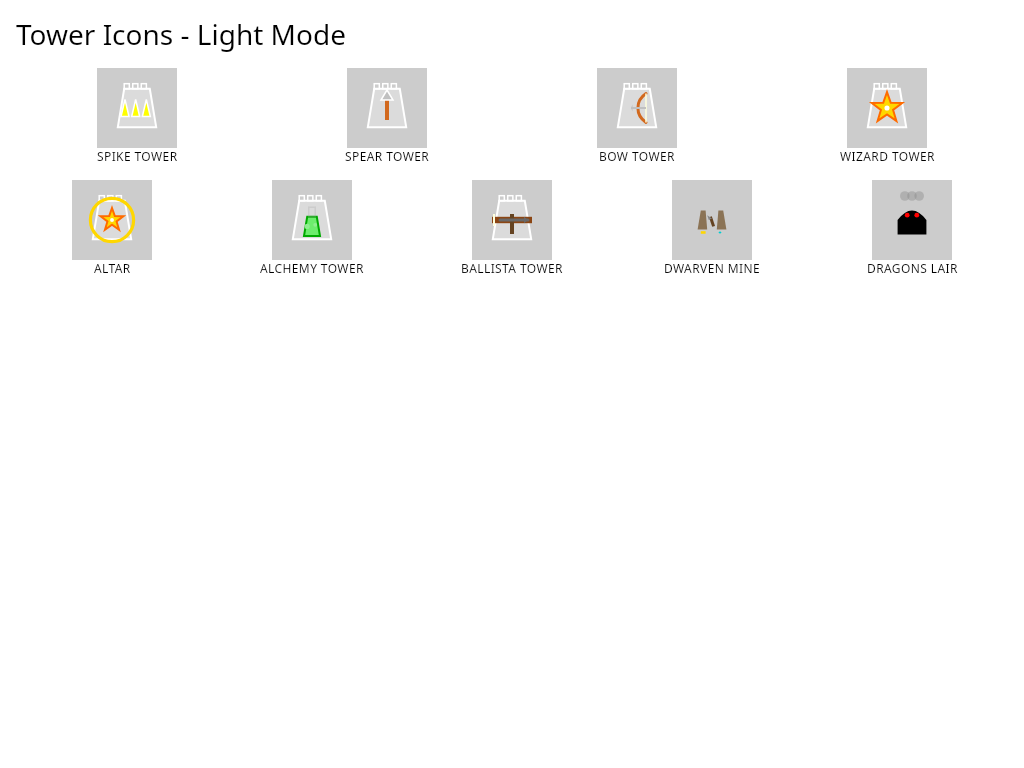 Tower Icons - Light Mode
SPIKE TOWER
SPEAR TOWER
BOW TOWER
WIZARD TOWER
ALTAR
ALCHEMY TOWER
BALLISTA TOWER
DWARVEN MINE
DRAGONS LAIR